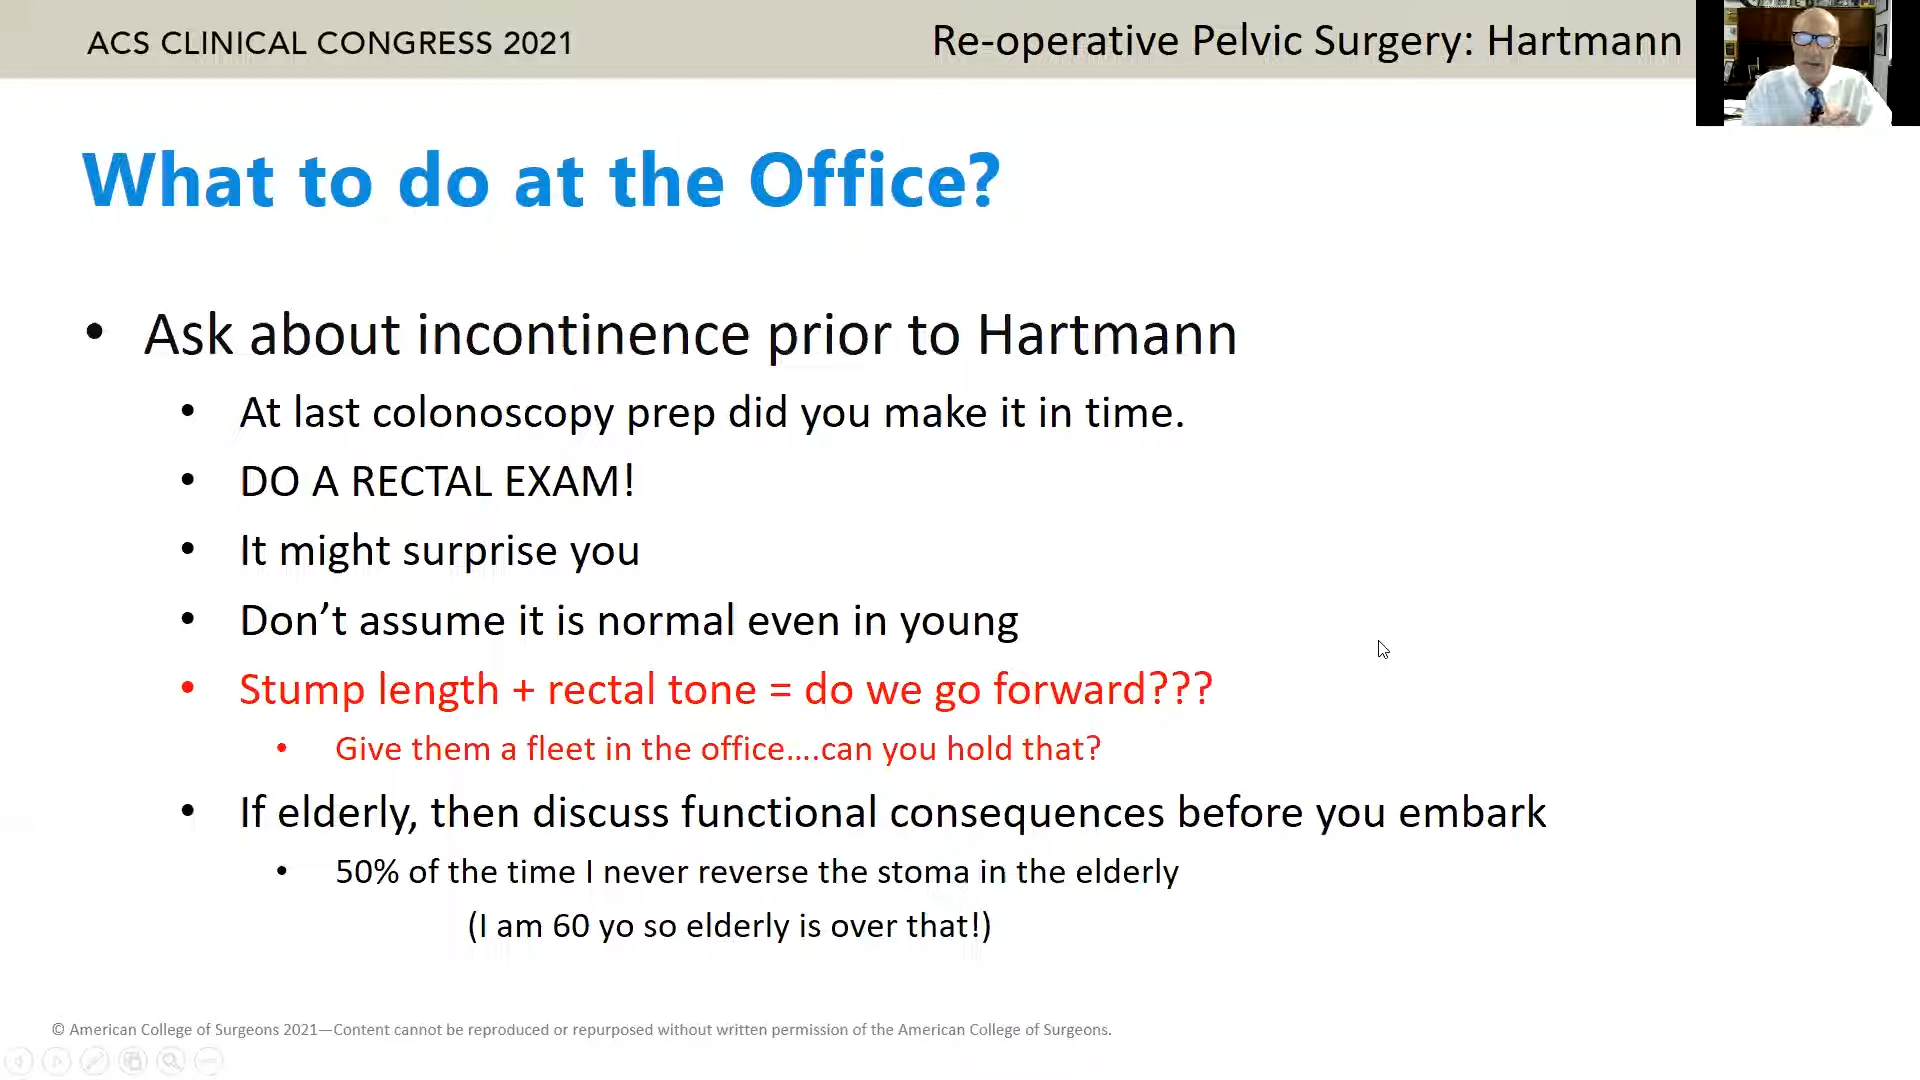 ACS CLINICAL CONGRESS 2021
Re-operative Pelvic Surgery: Hartmann
What to do at the Office?
• Ask about incontinence prior to Hartmann
• At last colonoscopy prep did you make it in time.
• DO A RECTAL EXAM!
• It might surprise you
• Don’t assume it is normal even in young
• Stump length + rectal tone = do we go forward???
• Give them a fleet in the office....can you hold that?
• If elderly, then discuss functional consequences before you embark
• 50% of the time I never reverse the stoma in the elderly
(I am 60 yo so elderly is over that!)
© American College of Surgeons 2021—Content cannot be reproduced or repurposed without written permission of the American College of Surgeons.